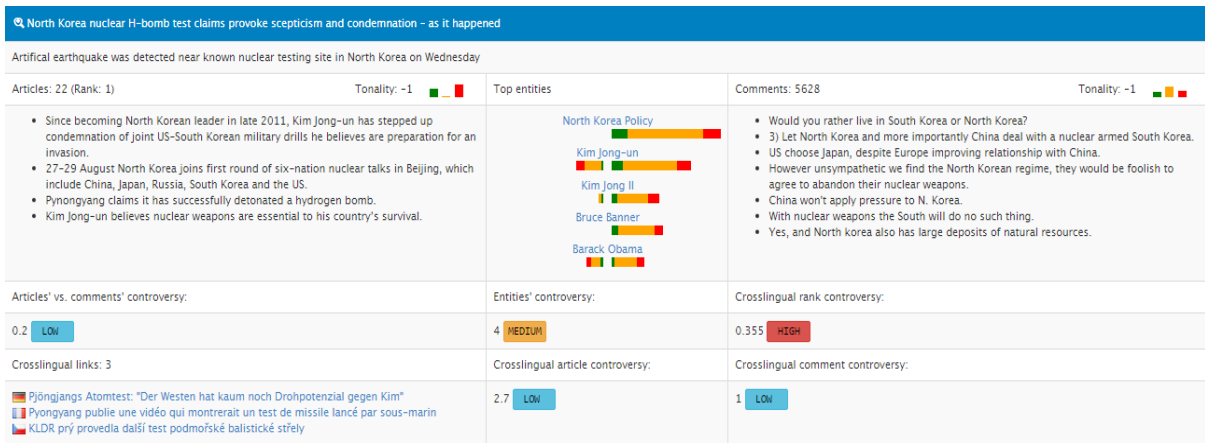 North Korea nuclear H-bomb test claims provoke scepticism and condemnation – as it happened
Artifical earthquake was detected near known nuclear testing site in North Korea on Wednesday
Articles: 22 (Rank: 1)
Tonality: -1
Top entities
Comments: 5628
Tonality: -1
• Since becoming North Korean leader in late 2011, Kim Jong-un has stepped up
condemnation of joint US-South Korean military drills he believes are preparation for an
invasion.
• 27-29 August North Korea joins first round of six-nation nuclear talks in Beijing, which
include China, Japan, Russia, South Korea and the US.
• Pynongyang claims it has successfully detonated a hydrogen bomb.
• Kim Jong-un believes nuclear weapons are essential to his country's survival.
North Korea Policy
Kim Jong-un
Kim Jong Il
Bruce Banner
Barack Obama
• Would you rather live in South Korea or North Korea?
• 3) Let North Korea and more importantly China deal with a nuclear armed South Korea.
• US choose Japan, despite Europe improving relationship with China.
• However unsympathetic we find the North Korean regime, they would be foolish to
agree to abandon their nuclear weapons.
• China won't apply pressure to N. Korea.
• With nuclear weapons the South will do no such thing.
• Yes, and North korea also has large deposits of natural resources.
Articles' vs. comments' controversy:
Entities' controversy:
Crosslingual rank controversy:
0.2 LOW
4 MEDIUM
0.355 HIGH
Crosslingual links: 3
Crosslingual article controversy:
Crosslingual comment controversy:
Pjöngjangs Atomtest: "Der Westen hat kaum noch Drohpotenzial gegen Kim"
Pyongyang publie une vidéo qui montrerait un test de missile lancé par sous-marin
KLDR prý provedla další test podmořské balistické střely
2.7 LOW
1 LOW